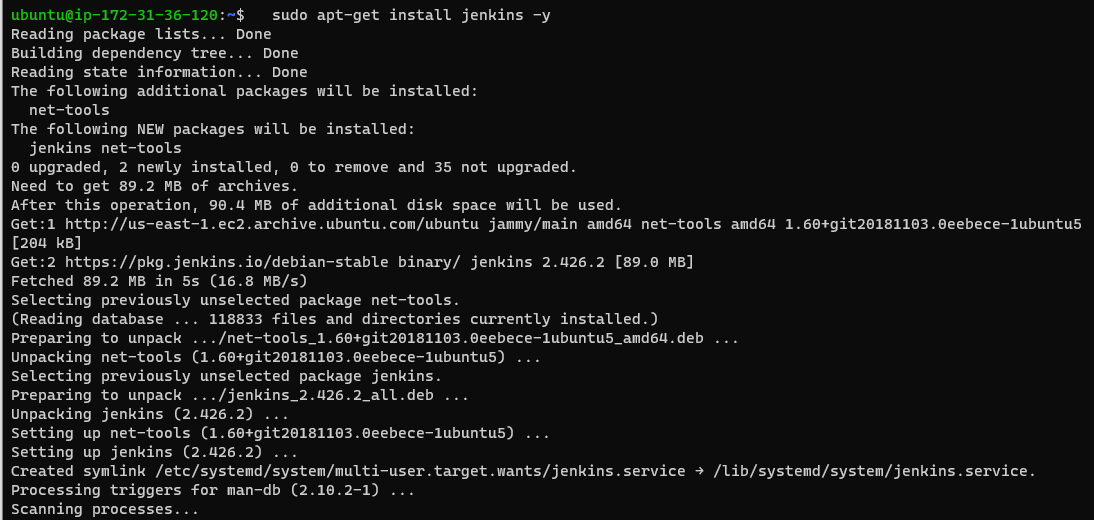 ubuntu@ip-172-31-36-120:~$   sudo apt-get install jenkins -y
Reading package lists... Done
Building dependency tree... Done
Reading state information... Done
The following additional packages will be installed:
  net-tools
The following NEW packages will be installed:
  jenkins net-tools
0 upgraded, 2 newly installed, 0 to remove and 35 not upgraded.
Need to get 89.2 MB of archives.
After this operation, 90.4 MB of additional disk space will be used.
Get:1 http://us-east-1.ec2.archive.ubuntu.com/ubuntu jammy/main amd64 net-tools amd64 1.60+git20181103.0eebece-1ubuntu5
[204 kB]
Get:2 https://pkg.jenkins.io/debian-stable binary/ jenkins 2.426.2 [89.0 MB]
Fetched 89.2 MB in 5s (16.8 MB/s)
Selecting previously unselected package net-tools.
(Reading database ... 118833 files and directories currently installed.)
Preparing to unpack .../net-tools_1.60+git20181103.0eebece-1ubuntu5_amd64.deb ...
Unpacking net-tools (1.60+git20181103.0eebece-1ubuntu5) ...
Selecting previously unselected package jenkins.
Preparing to unpack .../jenkins_2.426.2_all.deb ...
Unpacking jenkins (2.426.2) ...
Setting up net-tools (1.60+git20181103.0eebece-1ubuntu5) ...
Setting up jenkins (2.426.2) ...
Created symlink /etc/systemd/system/multi-user.target.wants/jenkins.service → /lib/systemd/system/jenkins.service.
Processing triggers for man-db (2.10.2-1) ...
Scanning processes...